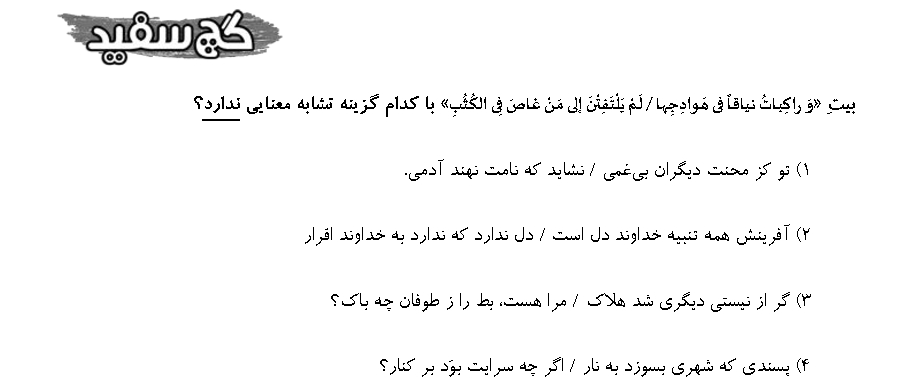 گچ سفید
بیتِ «وَ راکِباتُ نیاقاً فی هَوادِجِها / لَمْ یَلْتَفِتْنَ إلی مَنْ غاصَ فِی الکُثُبِ» با کدام گزینه تشابه معنایی ندارد؟
۱) تو کز محنت دیگران بی‌غمی / نشاید که نامت نهند آدمی.
۲) آفرینش همه تنبیه خداوند دل است / دل ندارد که ندارد به خداوند اقرار
۳) گر از نیستی دیگری شد هلاک / مرا هست، بط را ز طوفان چه باک؟
۴) پسندی که شهری بسوزد به نار / اگر چه سرایت بوَد بر کنار؟